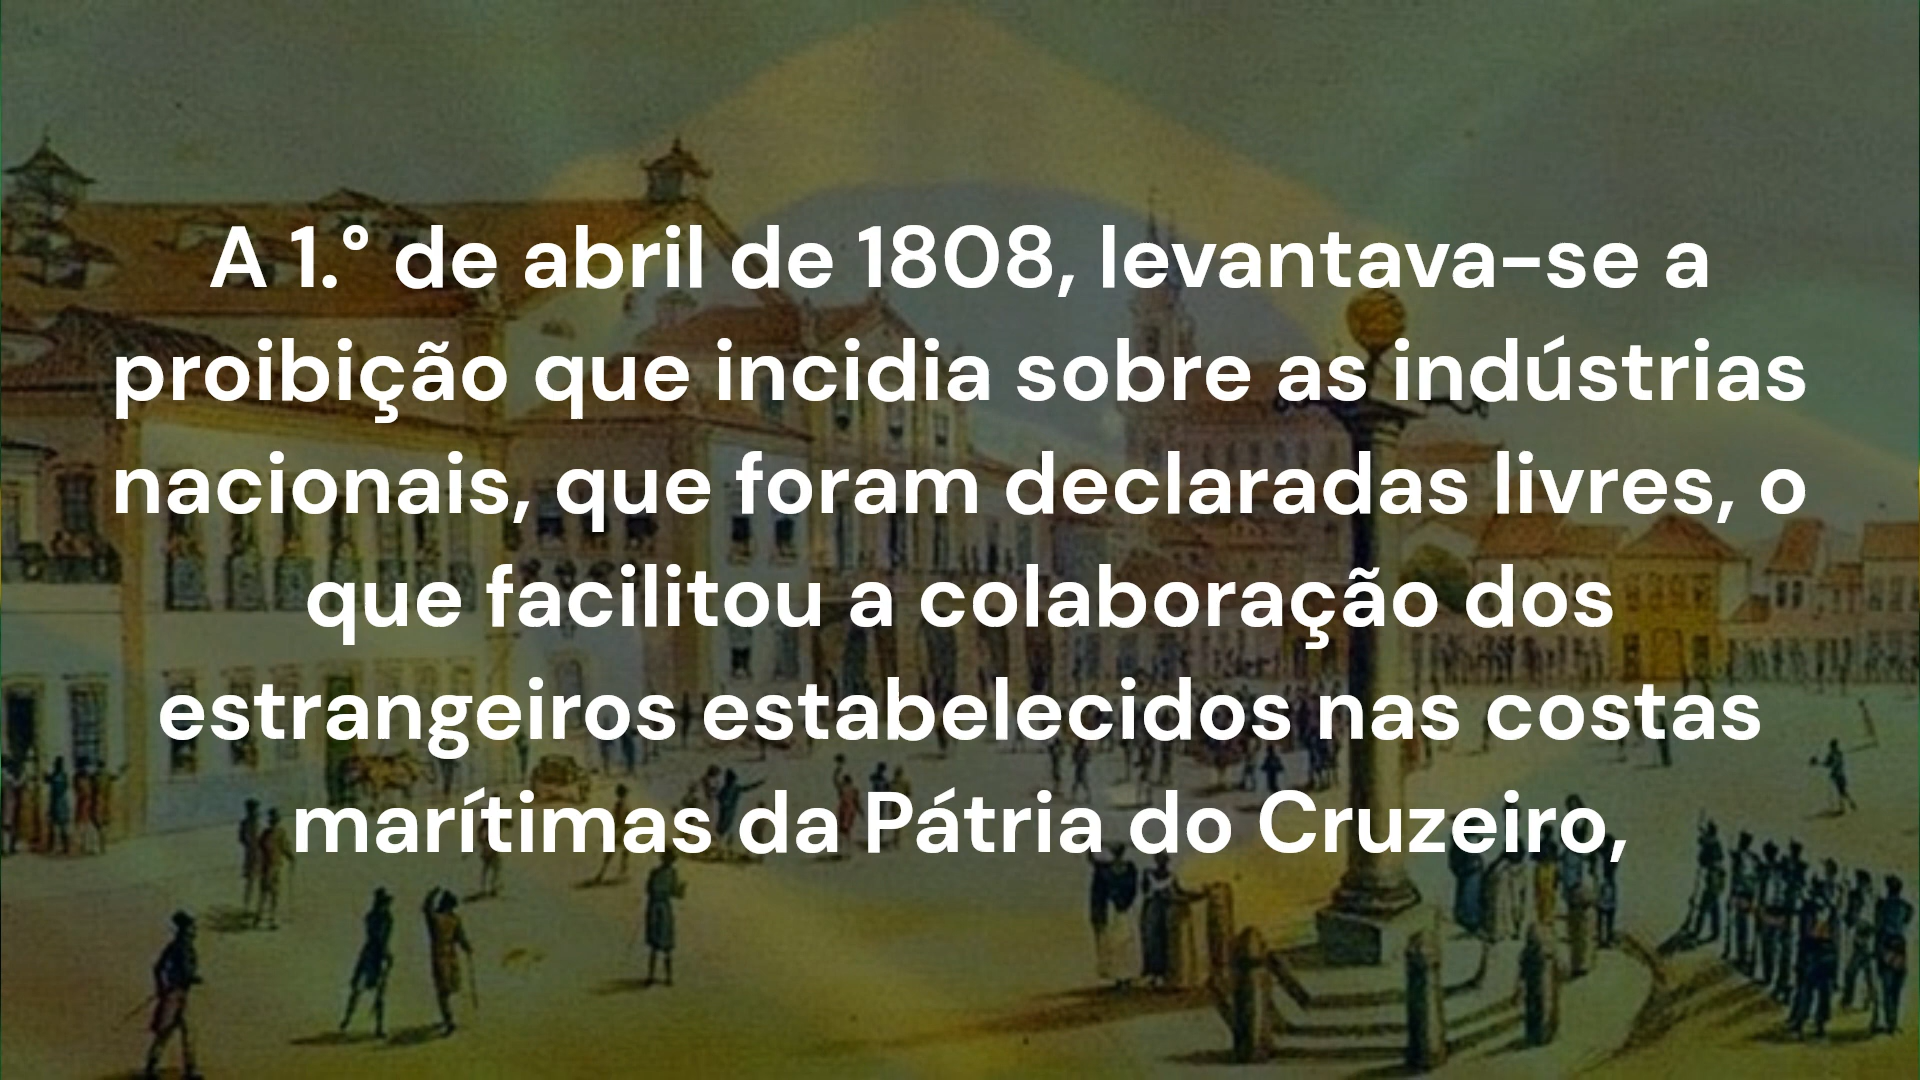 A 1.° de abril de 1808, levantava-se a
proibição que incidia sobre as indústrias
nacionais, que foram declaradas livres, o
que facilitou a colaboração dos
estrangeiros estabelecidos nas costas
marítimas da Pátria do Cruzeiro,